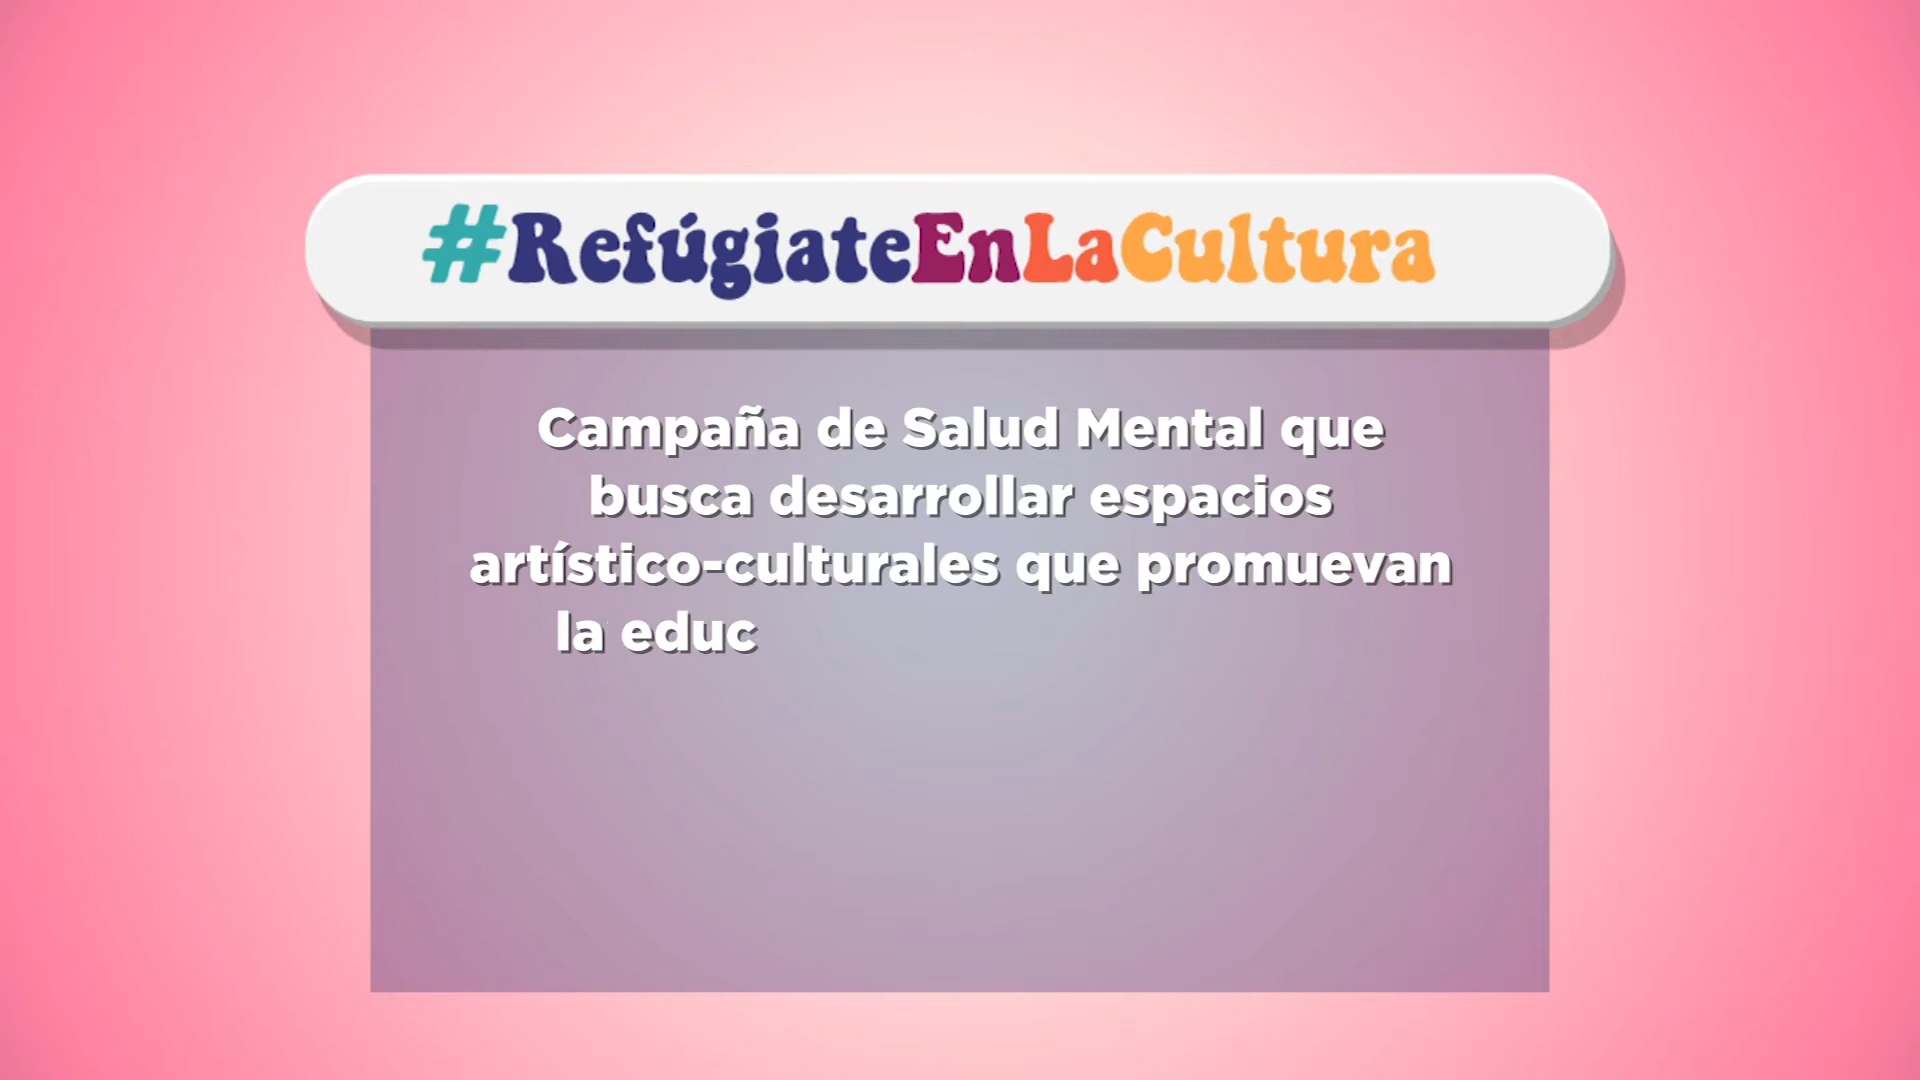 #RefúgiateEnLaCultura
Campaña de Salud Mental que
busca desarrollar espacios
artístico-culturales que promuevan
la educ